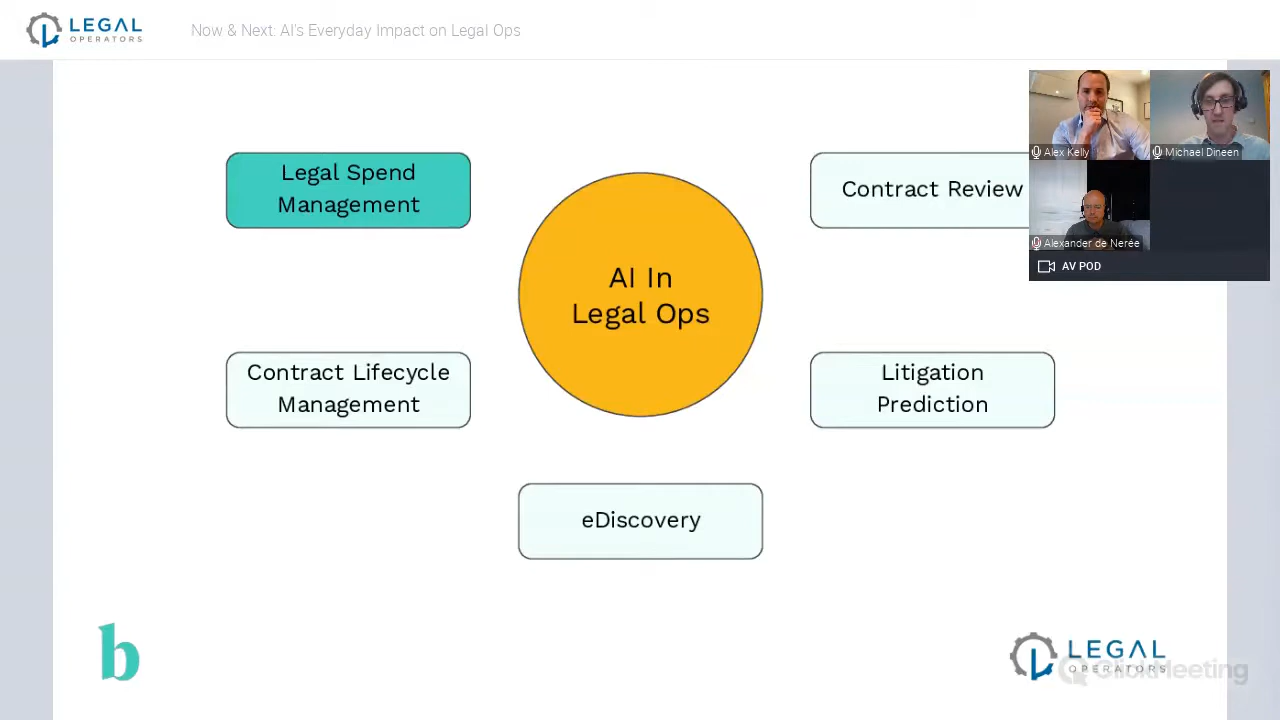 LEGAL
OPERATORS
Now & Next: AI's Everyday Impact on Legal Ops
Legal Spend
Management
AI In
Legal Ops
Contract Review
Alex Kelly
Michael Dineen
Alexander de Nerée
AV POD
Contract Lifecycle
Management
Litigation
Prediction
eDiscovery
b
LEGAL
OPERATORS
ClickMeeting